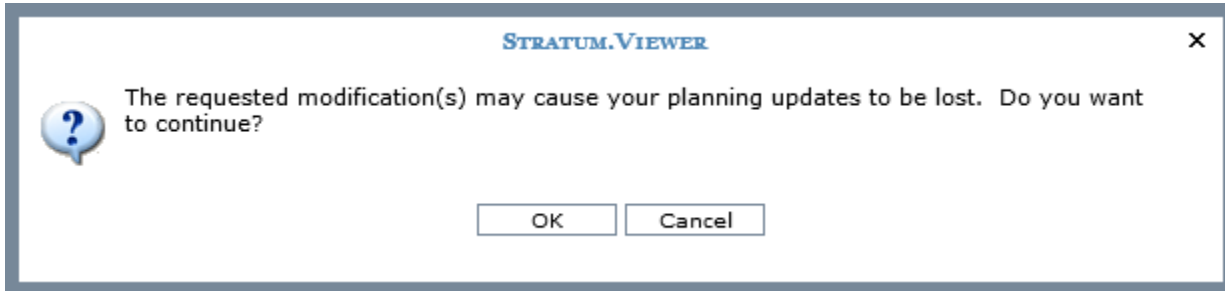 STRATUM.VIEWER
The requested modification(s) may cause your planning updates to be lost.  Do you want
to continue?
OK
Cancel